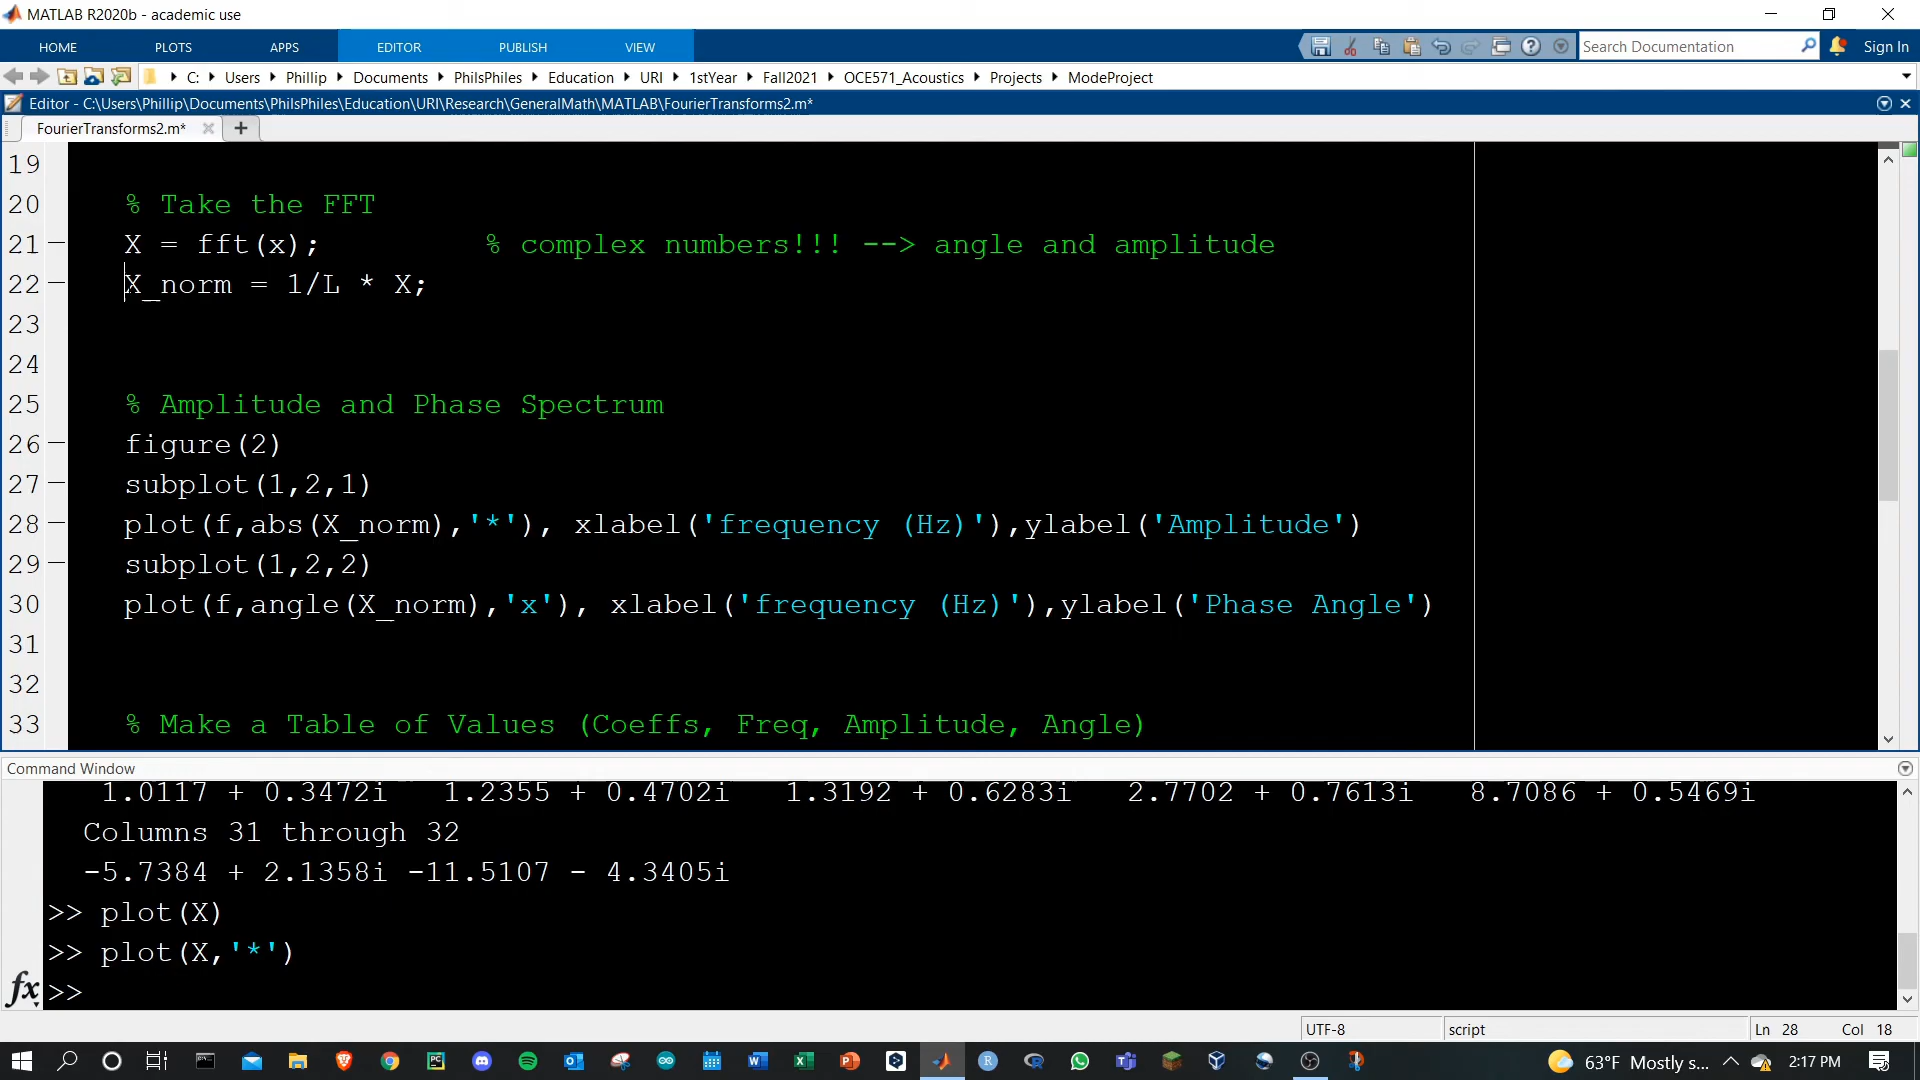 MATLAB R2020b - academic use
HOME PLOTS APPS EDITOR PUBLISH VIEW Search Documentation Sign In
C: Users Phillip Documents PhilsPhiles Education URI 1stYear Fall2021 OCE571_Acoustics Projects ModeProject
Editor - C:\Users\Phillip\Documents\PhilsPhiles\Education\URI\Research\GeneralMath\MATLAB\FourierTransforms2.m*
FourierTransforms2.m*
19
20 % Take the FFT
21 X = fft(x); % complex numbers!!! --> angle and amplitude
22 X_norm = 1/L * X;
23
24
25 % Amplitude and Phase Spectrum
26 figure(2)
27 subplot(1,2,1)
28 plot(f,abs(X_norm),'*'), xlabel('frequency (Hz)'),ylabel('Amplitude')
29 subplot(1,2,2)
30 plot(f,angle(X_norm),'x'), xlabel('frequency (Hz)'),ylabel('Phase Angle')
31
32
33 % Make a Table of Values (Coeffs, Freq, Amplitude, Angle)
Command Window
1.0117 + 0.3472i 1.2355 + 0.4702i 1.3192 + 0.6283i 2.7702 + 0.7613i 8.7086 + 0.5469i
Columns 31 through 32
-5.7384 + 2.1358i -11.5107 - 4.3405i
>> plot(X)
>> plot(X,'*')
fx >>
UTF-8 script Ln 28 Col 18
63°F Mostly s... 2:17 PM